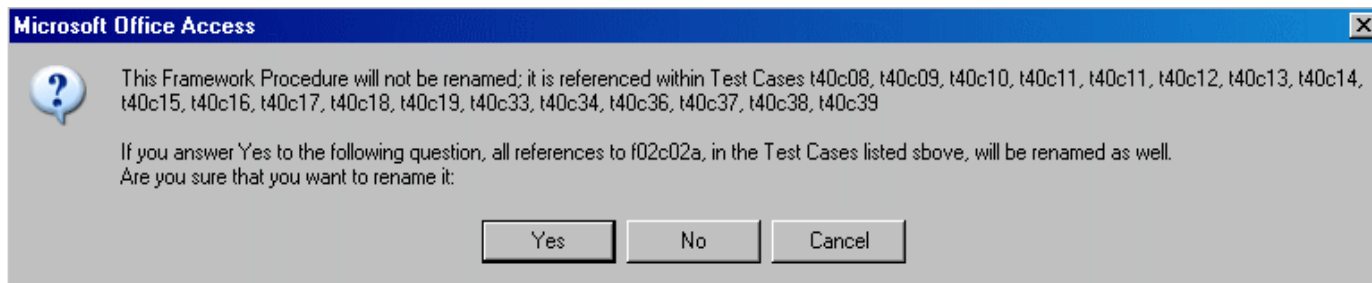 Microsoft Office Access
This Framework Procedure will not be renamed; it is referenced within Test Cases t40c08, t40c09, t40c10, t40c11, t40c11, t40c12, t40c13, t40c14,
t40c15, t40c16, t40c17, t40c18, t40c19, t40c33, t40c34, t40c36, t40c37, t40c38, t40c39
If you answer Yes to the following question, all references to f02c02a, in the Test Cases listed sbove, will be renamed as well.
Are you sure that you want to rename it:
Yes No Cancel